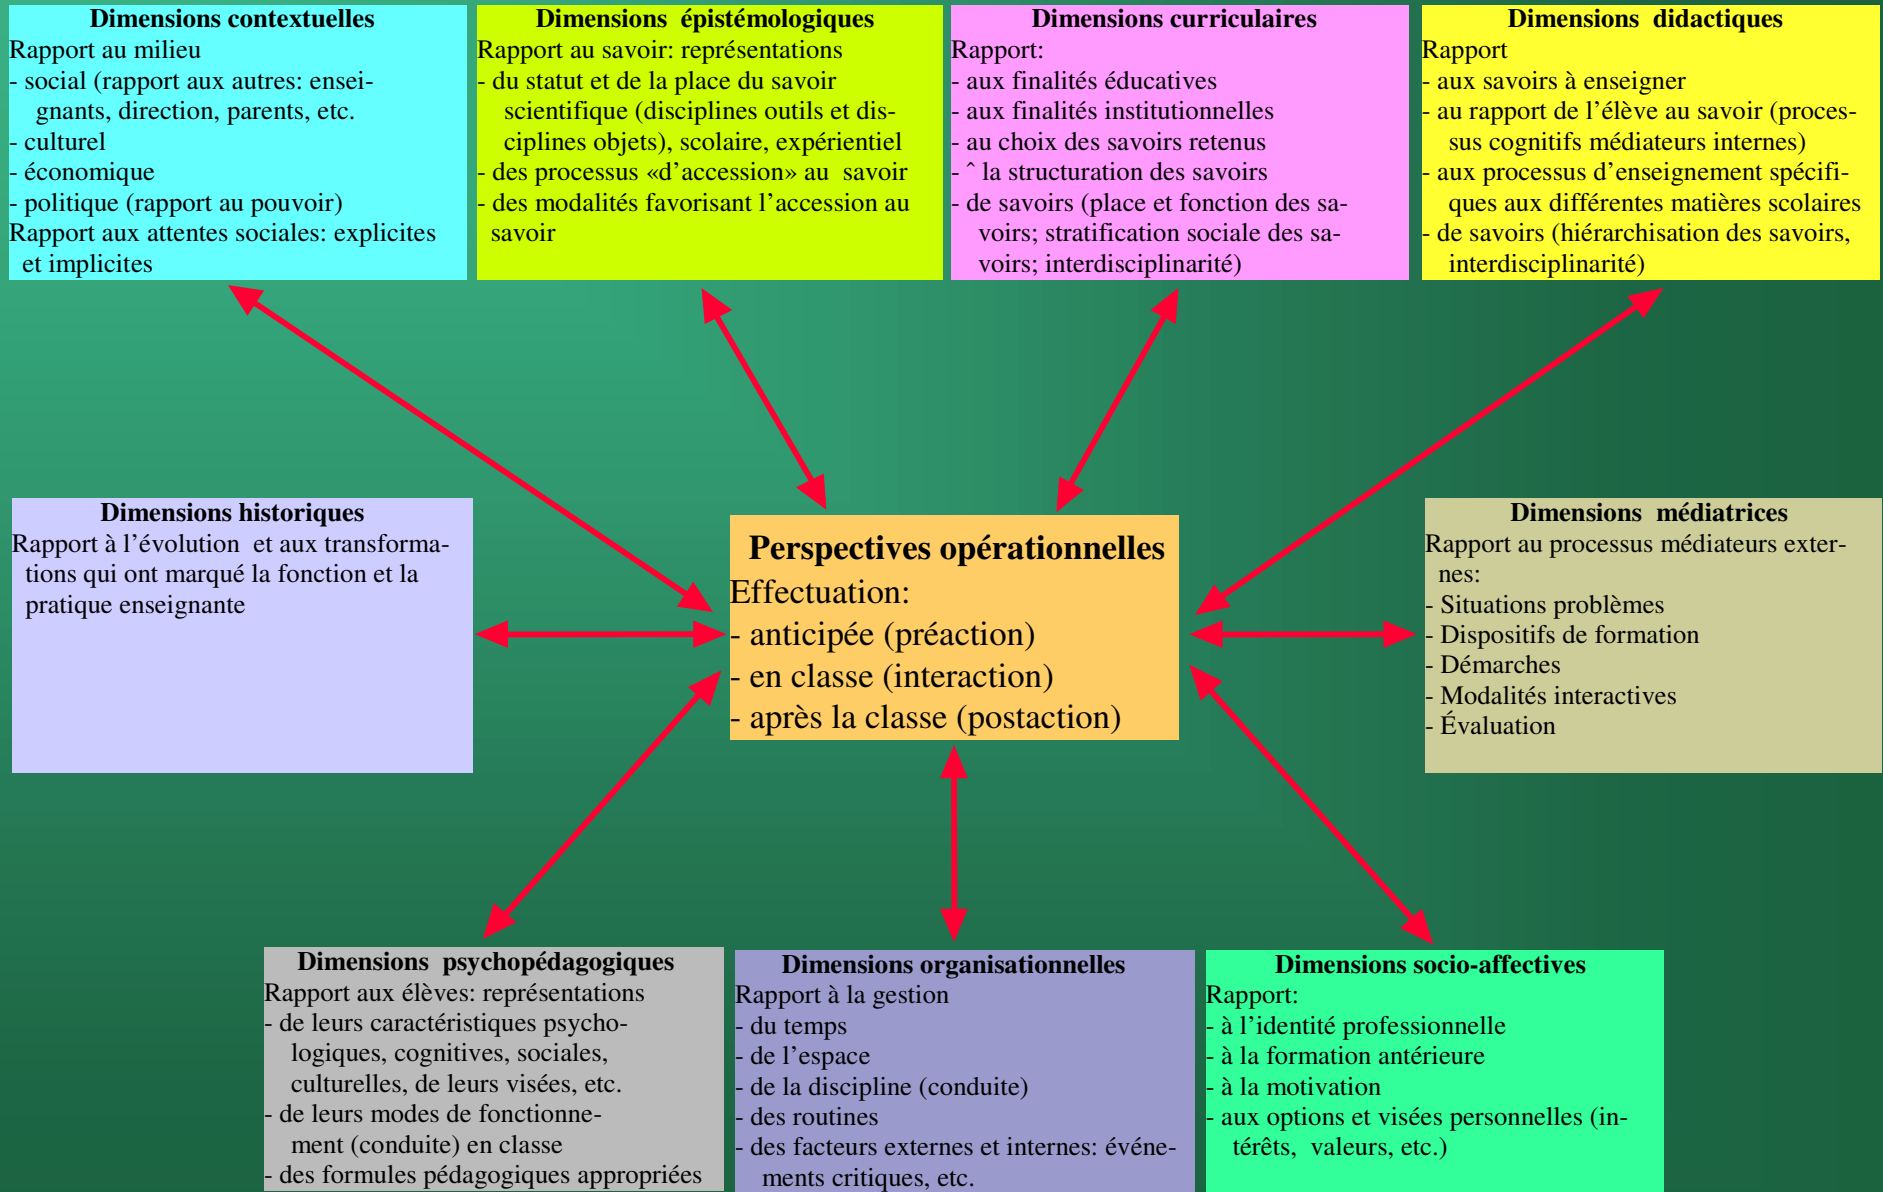 Dimensions contextuelles
Rapport au milieu
- social (rapport aux autres: ensei-
gnants, direction, parents, etc.
- culturel
- économique
- politique (rapport au pouvoir)
Rapport aux attentes sociales: explicites
et implicites
Dimensions épistémologiques
Rapport au savoir: représentations
- du statut et de la place du savoir
scientifique (disciplines outils et dis-
ciplines objets), scolaire, expérientiel
- des processus «d’accession» au savoir
- des modalités favorisant l’accession au
savoir
Dimensions curriculaires
Rapport:
- aux finalités éducatives
- aux finalités institutionnelles
- au choix des savoirs retenus
- ˆ la structuration des savoirs
- de savoirs (place et fonction des sa-
voirs; stratification sociale des sa-
voirs; interdisciplinarité)
Dimensions didactiques
Rapport
- aux savoirs à enseigner
- au rapport de l’élève au savoir (proces-
sus cognitifs médiateurs internes)
- aux processus d’enseignement spécifi-
ques aux différentes matières scolaires
- de savoirs (hiérarchisation des savoirs,
interdisciplinarité)
Dimensions historiques
Rapport à l’évolution et aux transforma-
tions qui ont marqué la fonction et la
pratique enseignante
Perspectives opérationnelles
Effectuation:
- anticipée (préaction)
- en classe (interaction)
- après la classe (postaction)
Dimensions médiatrices
Rapport au processus médiateurs exter-
nes:
- Situations problèmes
- Dispositifs de formation
- Démarches
- Modalités interactives
- Évaluation
Dimensions psychopédagogiques
Rapport aux élèves: représentations
- de leurs caractéristiques psycho-
logiques, cognitives, sociales,
culturelles, de leurs visées, etc.
- de leurs modes de fonctionne-
ment (conduite) en classe
- des formules pédagogiques appropriées
Dimensions organisationnelles
Rapport à la gestion
- du temps
- de l’espace
- de la discipline (conduite)
- des routines
- des facteurs externes et internes: événe-
ments critiques, etc.
Dimensions socio-affectives
Rapport:
- à l’identité professionnelle
- à la formation antérieure
- à la motivation
- aux options et visées personnelles (in-
térêts, valeurs, etc.)